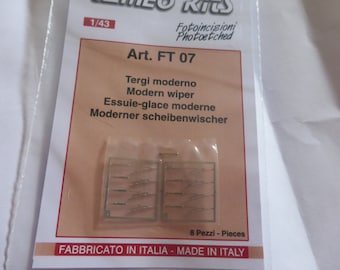 KITS
1/43
Fotoincisioni
Photoetched
Art. FT 07
Tergi moderno
Modern wiper
Essuie-glace moderne
Moderner scheibenwischer
8 Pezzi - Pieces
FABBRICATO IN ITALIA - MADE IN ITALY